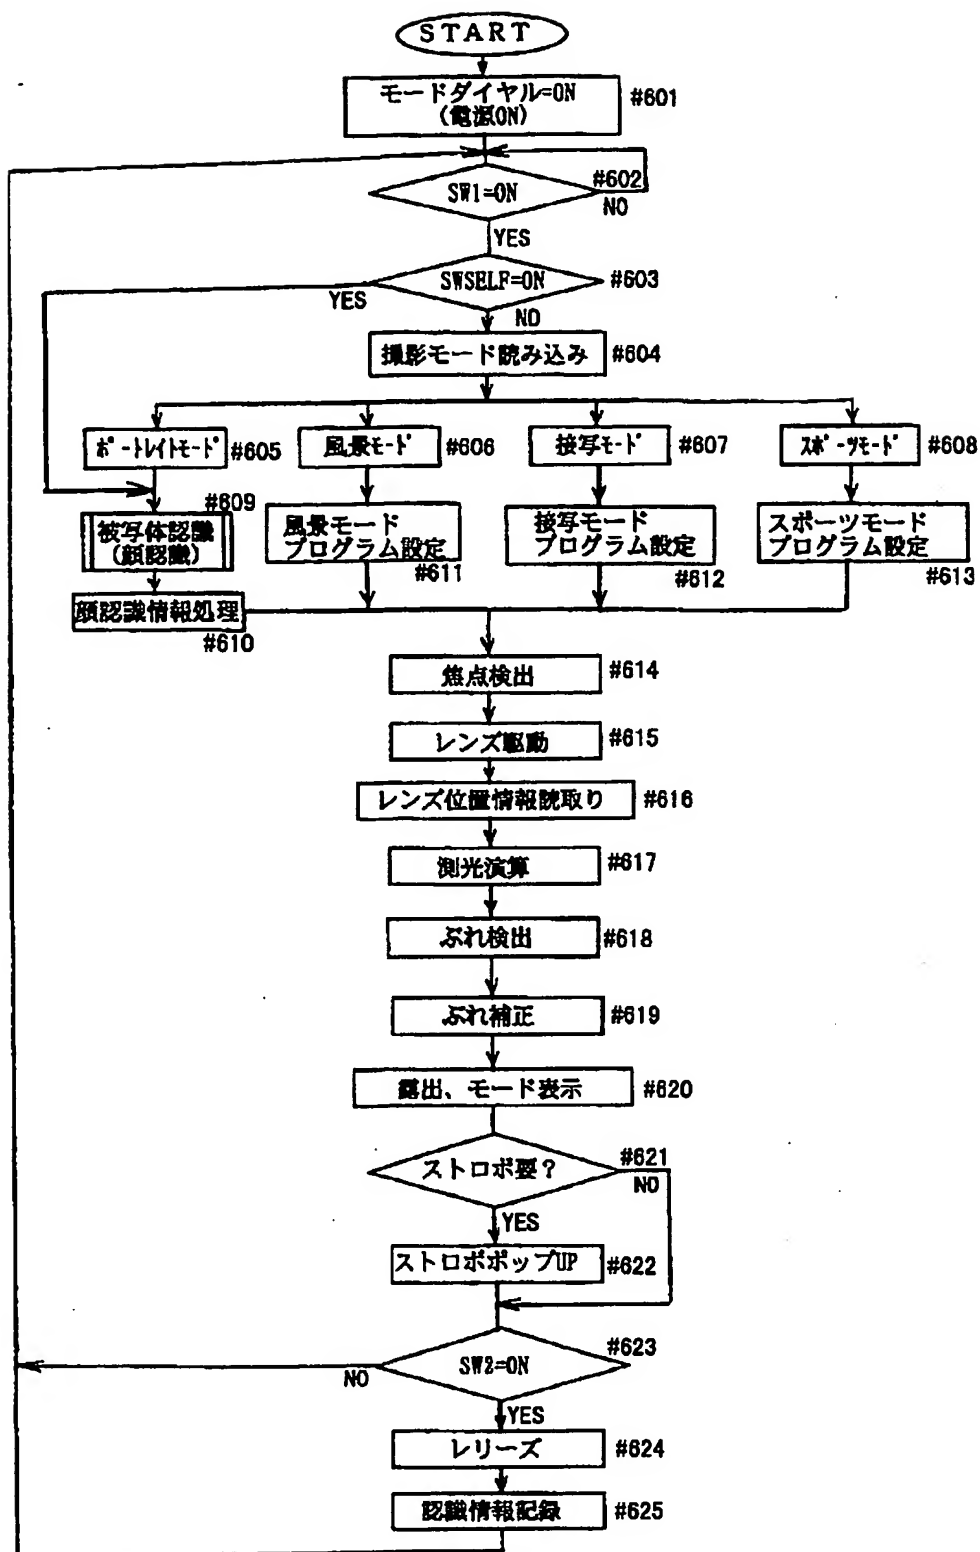 START
モードダイヤル=ON
(電源ON)
#601
#602
SW1=ON
NO
YES
SWSELF=ON
#603
YES
NO
撮影モード読み込み
#604
ポートレイトモード
#605
風景モード
#606
接写モード
#607
スポーツモード
#608
#609
被写体認識
(顔認識)
風景モード
プログラム設定
#611
接写モード
プログラム設定
#612
スポーツモード
プログラム設定
#613
顔認識情報処理
#610
焦点検出
#614
レンズ駆動
#615
レンズ位置情報読取り
#616
測光演算
#617
ぶれ検出
#618
ぶれ補正
#619
露出、モード表示
#620
ストロボ要?
#621
NO
YES
ストロボポップUP
#622
#623
SW2=ON
NO
YES
レリーズ
#624
認識情報記録
#625